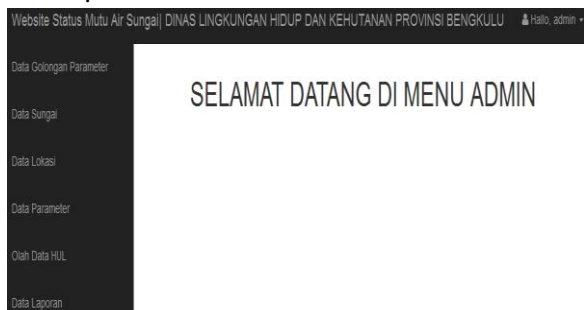 Website Status Mutu Air Sungai| DINAS LINGKUNGAN HIDUP DAN KEHUTANAN PROVINSI BENGKULU Hallo, admin
Data Golongan Parameter
SELAMAT DATANG DI MENU ADMIN
Data Sungai
Data Lokasi
Data Parameter
Olah Data HUL
Data Laporan